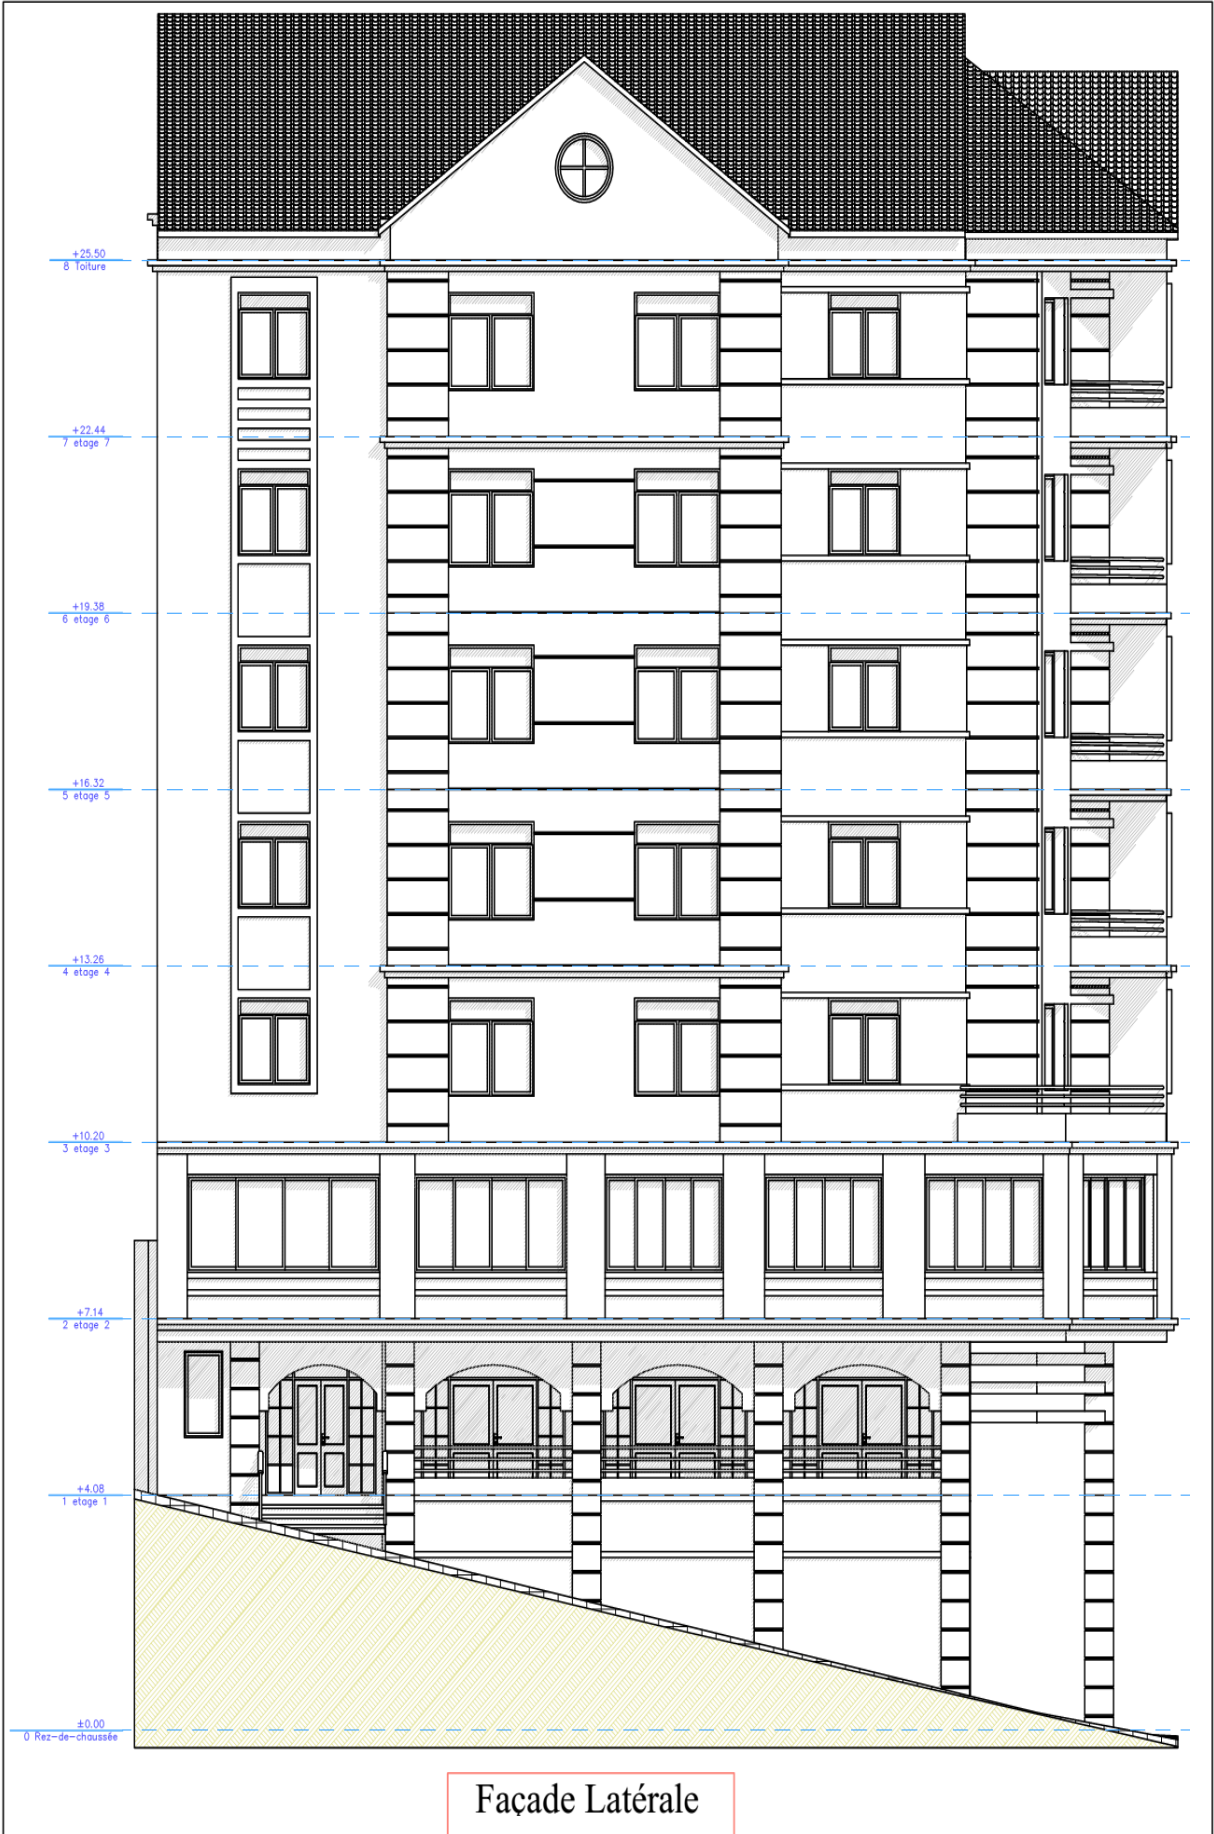 +25.50
8 Toiture
+22.44
7 etage 7
+19.38
6 etage 6
+16.32
5 etage 5
+13.26
4 etage 4
+10.20
3 etage 3
+7.14
2 etage 2
+4.08
1 etage 1
±0.00
0 Rez-de-chaussée
Façade Latérale